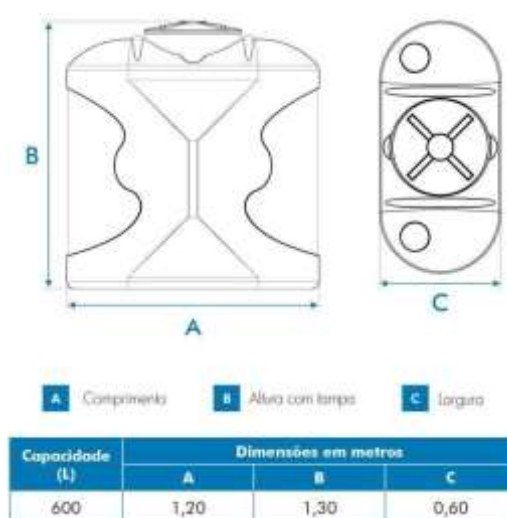 B
A
C
A Comprimento B Altura com tampa C Largura
Capacidade (L) Dimensões em metros
A B C
600 1,20 1,30 0,60